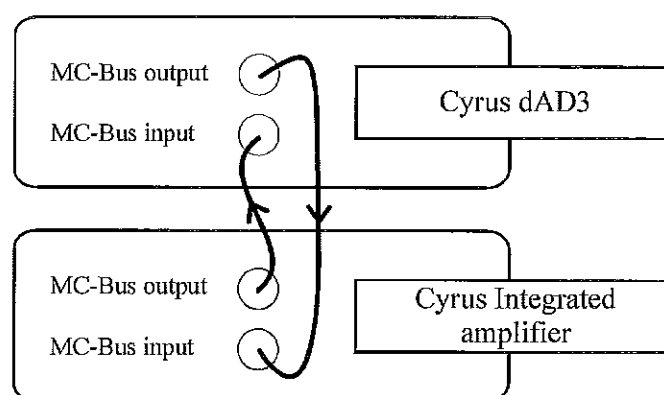 MC-Bus output
MC-Bus input
Cyrus dAD3
MC-Bus output
MC-Bus input
Cyrus Integrated
amplifier